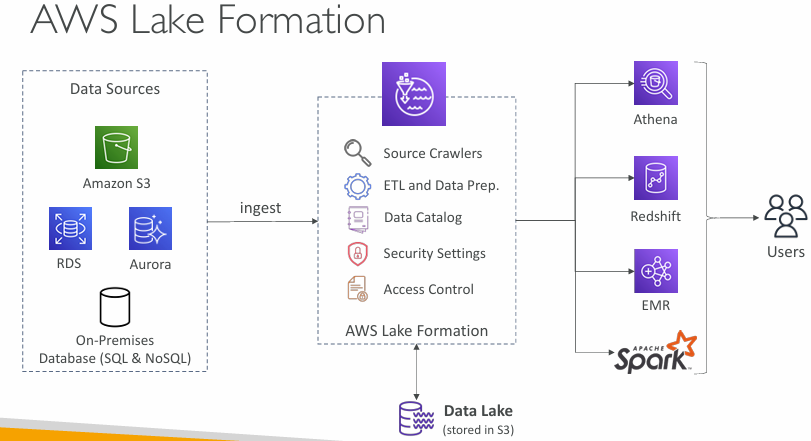 AWS Lake Formation
Data Sources
Amazon S3
RDS
Aurora
On-Premises
Database (SQL & NoSQL)
ingest
Source Crawlers
ETL and Data Prep.
Data Catalog
Security Settings
Access Control
AWS Lake Formation
Data Lake
(stored in S3)
Athena
Redshift
EMR
APACHE
Spark™
Users